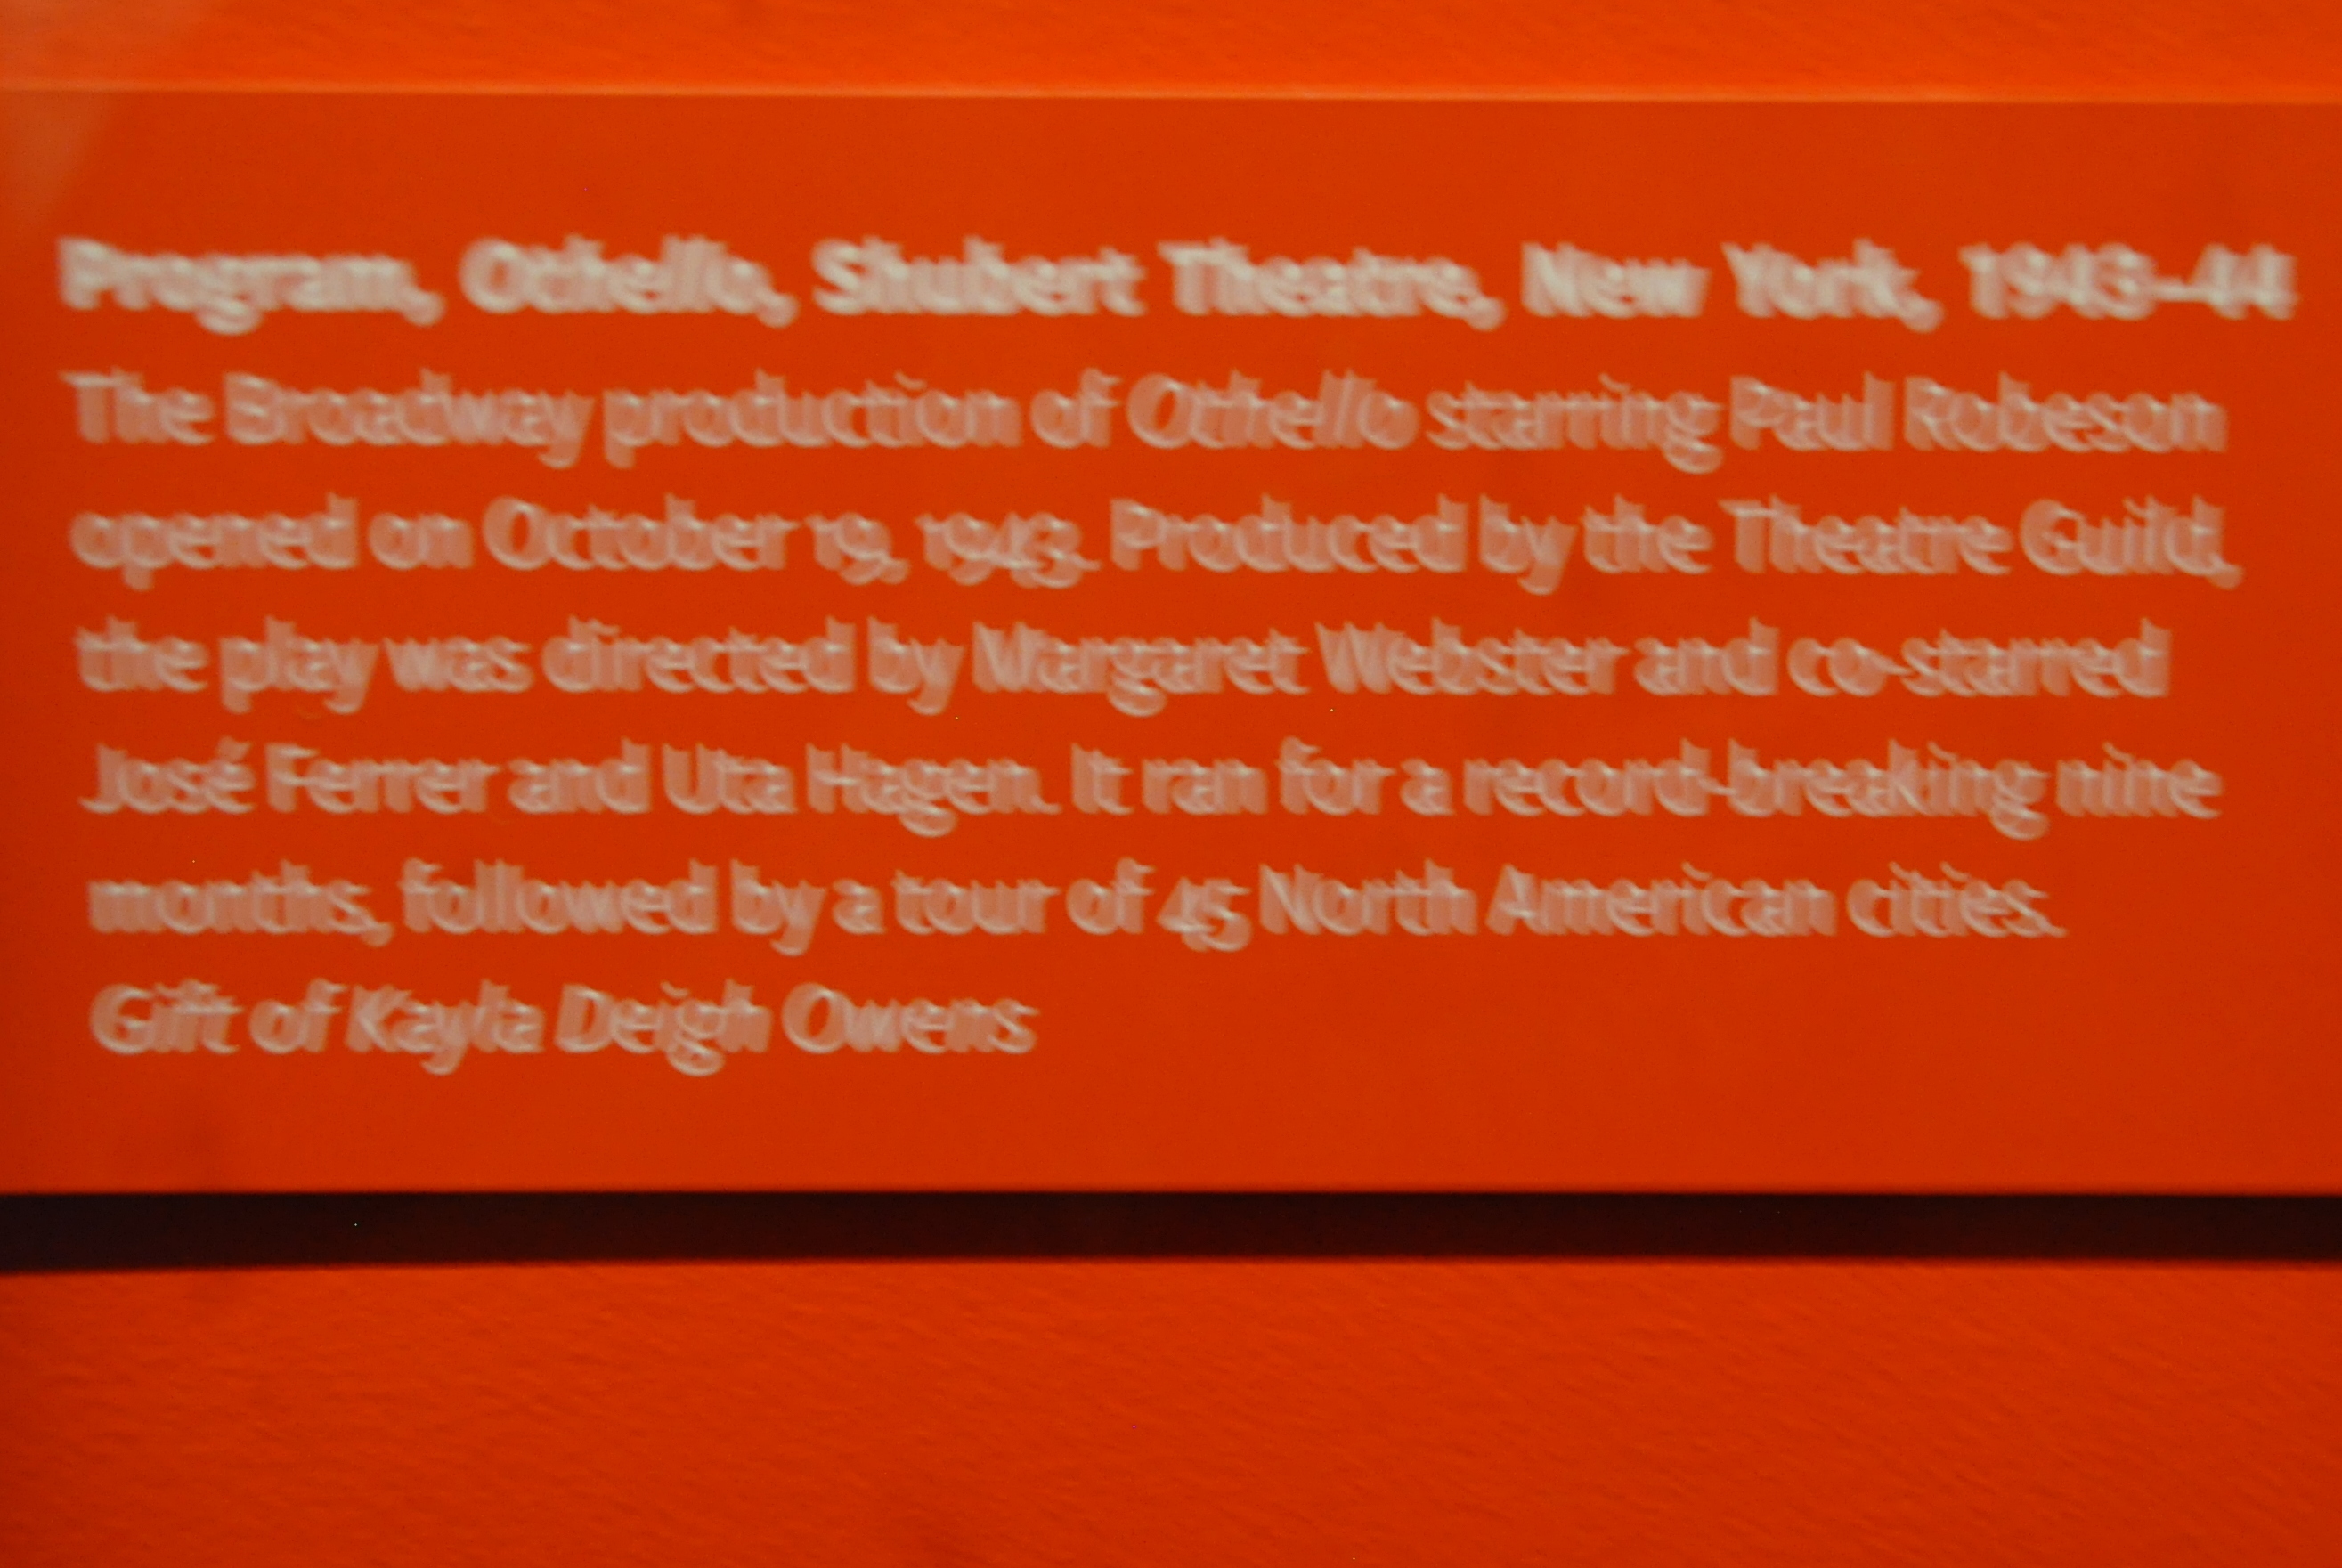 Program, Othello, Shubert Theatre, New York, 1943–44
The Broadway production of Othello starring Paul Robeson
opened on October 19, 1943. Produced by the Theatre Guild,
the play was directed by Margaret Webster and co-starred
José Ferrer and Uta Hagen. It ran for a record-breaking nine
months, followed by a tour of 45 North American cities.
Gift of Kayla Deigh Owens